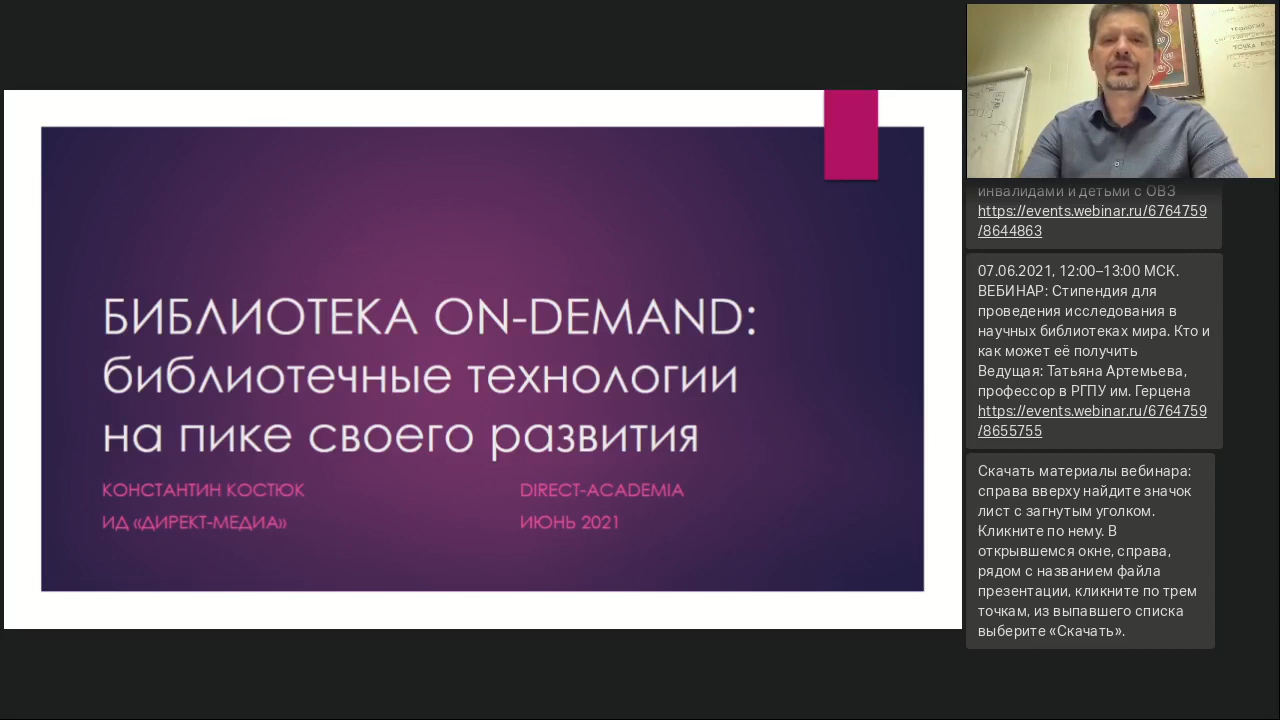 БИБЛИОТЕКА ON-DEMAND:
библиотечные технологии
на пике своего развития
КОНСТАНТИН КОСТЮК
ИД «ДИРЕКТ-МЕДИА»
DIRECT-ACADEMIA
ИЮНЬ 2021
ТЕОЛОГИЯ
инвалидами и детьми с ОВЗ
https://events.webinar.ru/6764759
/8644863
07.06.2021, 12:00–13:00 МСК.
ВЕБИНАР: Стипендия для
проведения исследования в
научных библиотеках мира. Кто и
как может её получить
Ведущая: Татьяна Артемьева,
профессор в РГПУ им. Герцена
https://events.webinar.ru/6764759
/8655755
Скачать материалы вебинара:
справа вверху найдите значок
лист с загнутым уголком.
Кликните по нему. В
открывшемся окне, справа,
рядом с названием файла
презентации, кликните по трем
точкам, из выпавшего списка
выберите «Скачать».